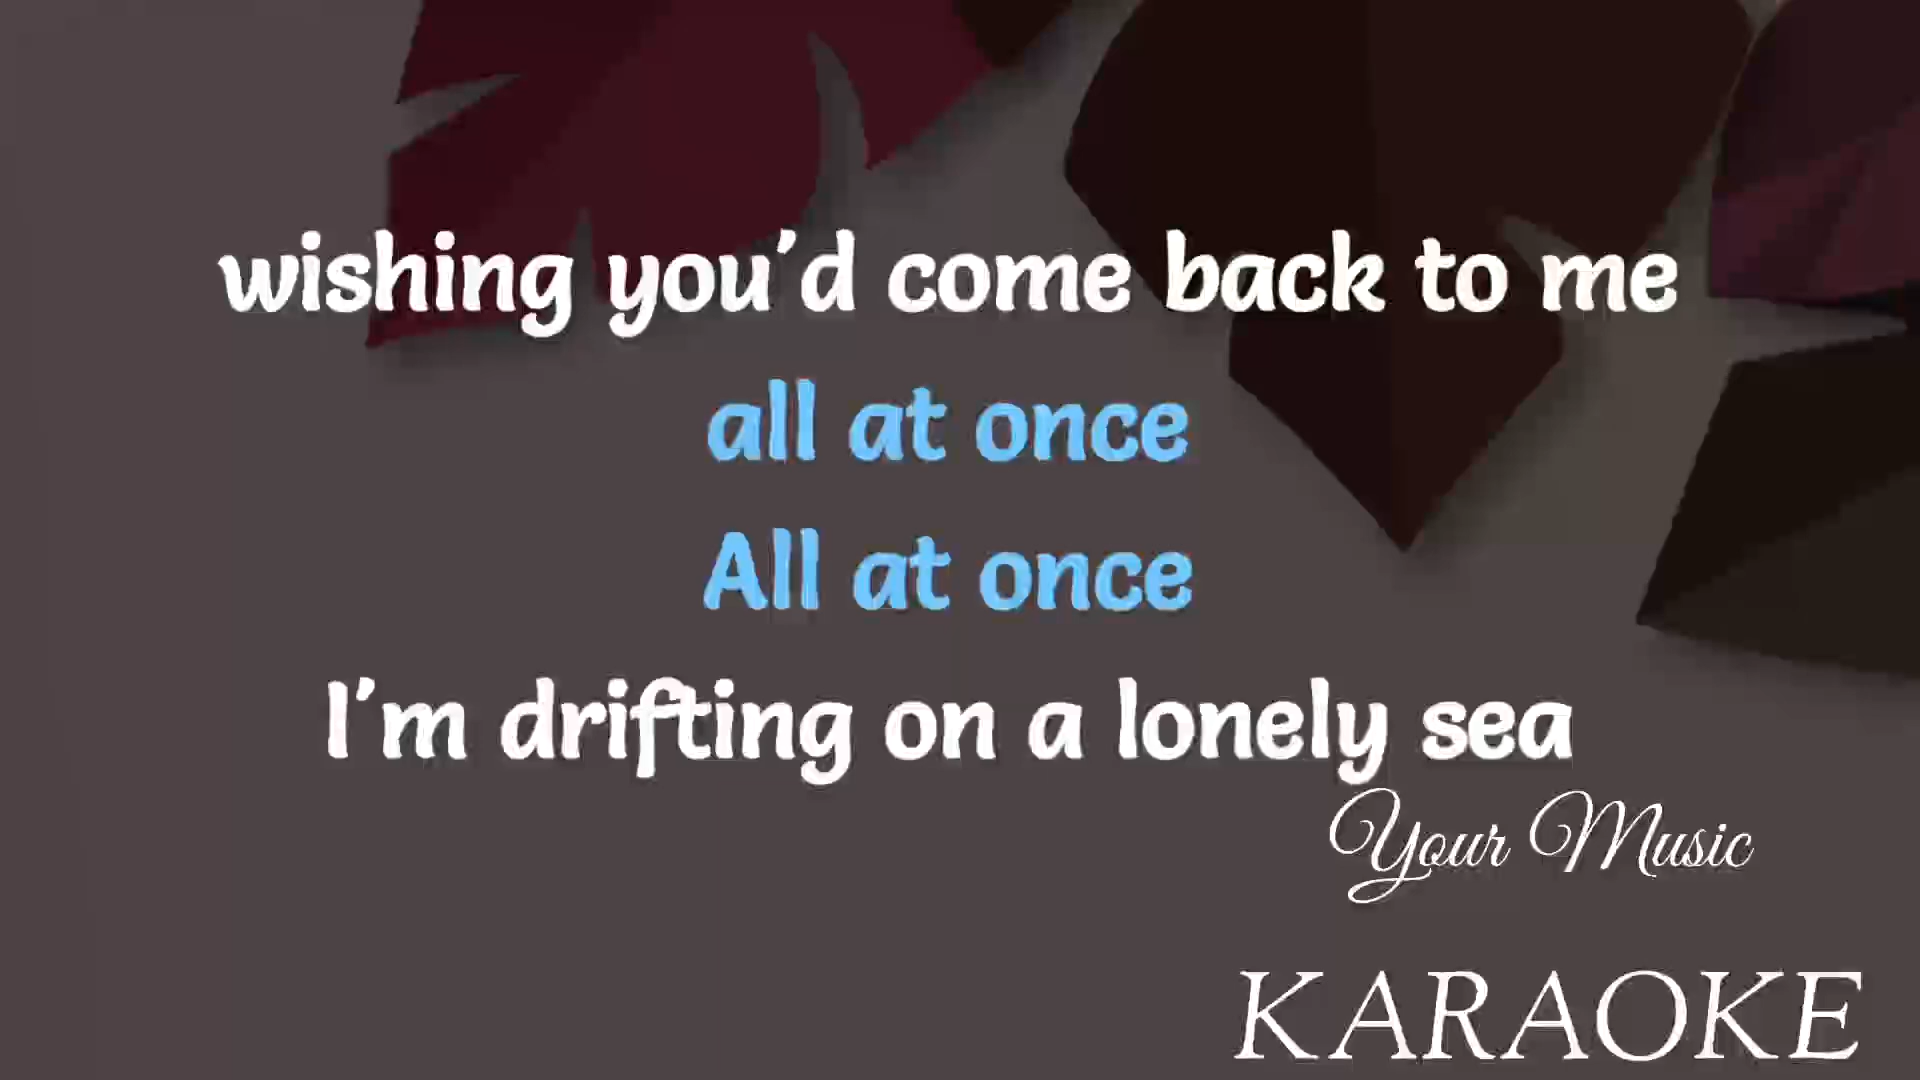 wishing you'd come back to me
all at once
All at once
I'm drifting on a lonely sea
Your Music
KARAOKE